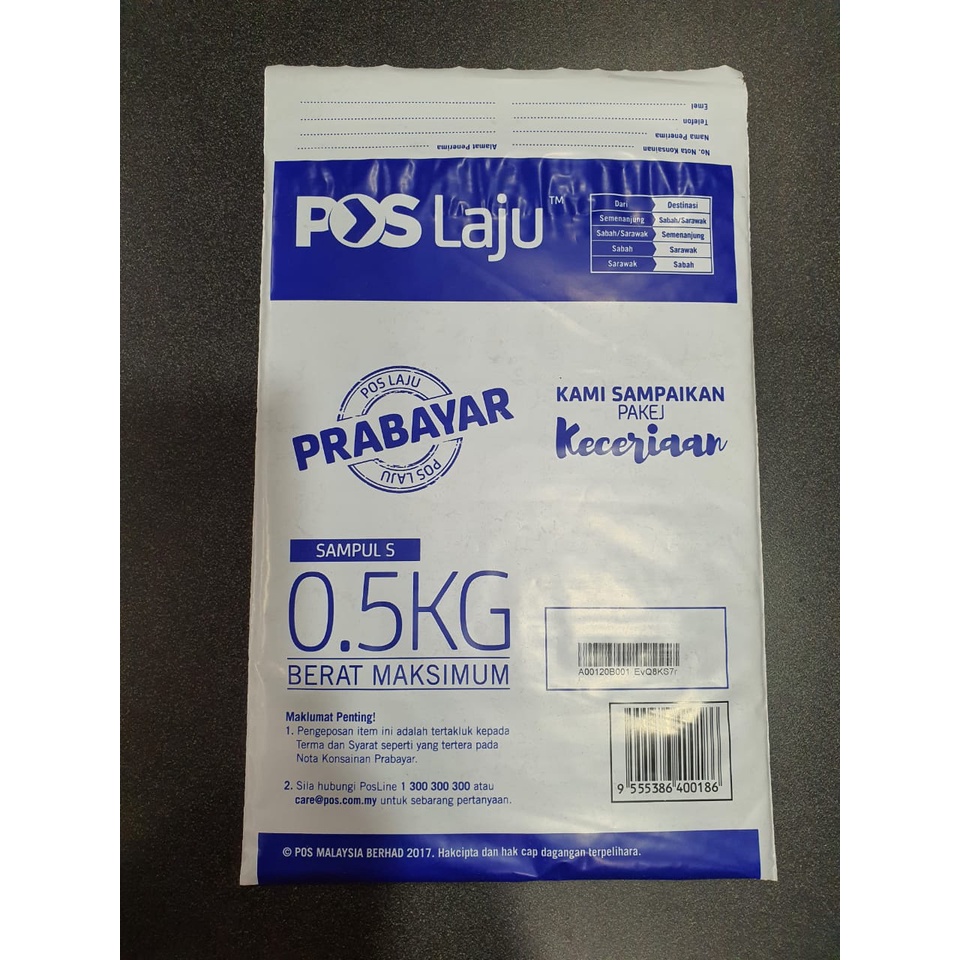 Emel
Telefon
Nama Penerima
Alamat Penerima
No. Nota Konsainan
POS Laju™
Dari Destinasi
Semenanjung Sabah/Sarawak
Sabah/Sarawak Semenanjung
Sabah Sarawak
Sarawak Sabah
POS LAJU
PRABAYAR
POS LAJU
KAMI SAMPAIKAN
PAKEJ
Keceriaan
SAMPUL S
0.5KG
BERAT MAKSIMUM
A00120B001 EvQ8KS7r
Maklumat Penting!
1. Pengeposan item ini adalah tertakluk kepada
Terma dan Syarat seperti yang tertera pada
Nota Konsainan Prabayar.
2. Sila hubungi PosLine 1 300 300 300 atau
care@pos.com.my untuk sebarang pertanyaan.
9 555386 400186
© POS MALAYSIA BERHAD 2017. Hakcipta dan hak cap dagangan terpelihara.